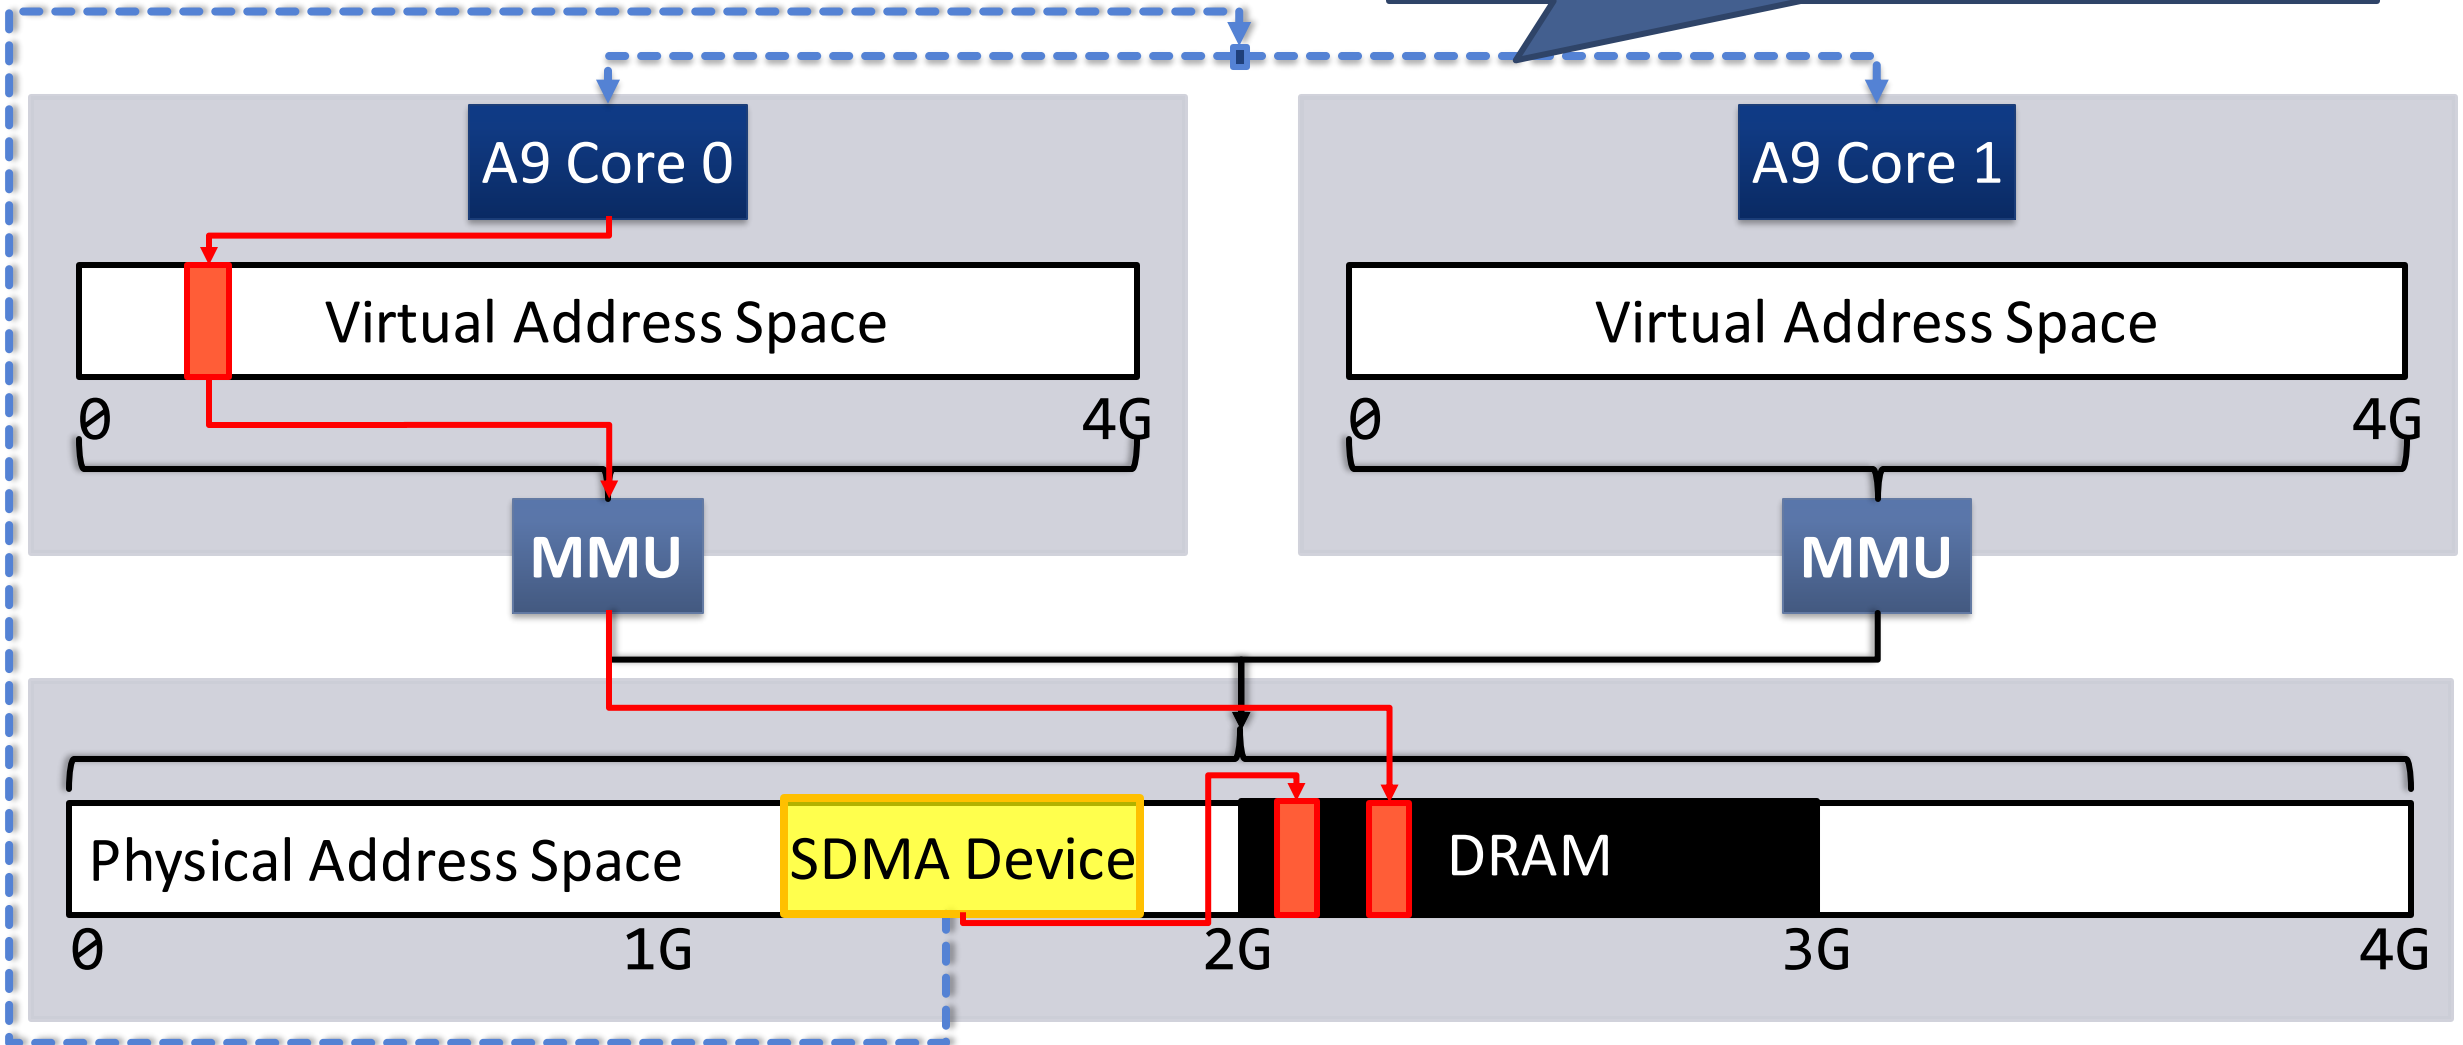 A9 Core 0
A9 Core 1
Virtual Address Space
Virtual Address Space
0
4G
0
4G
MMU
MMU
Physical Address Space
SDMA Device
DRAM
0
1G
2G
3G
4G